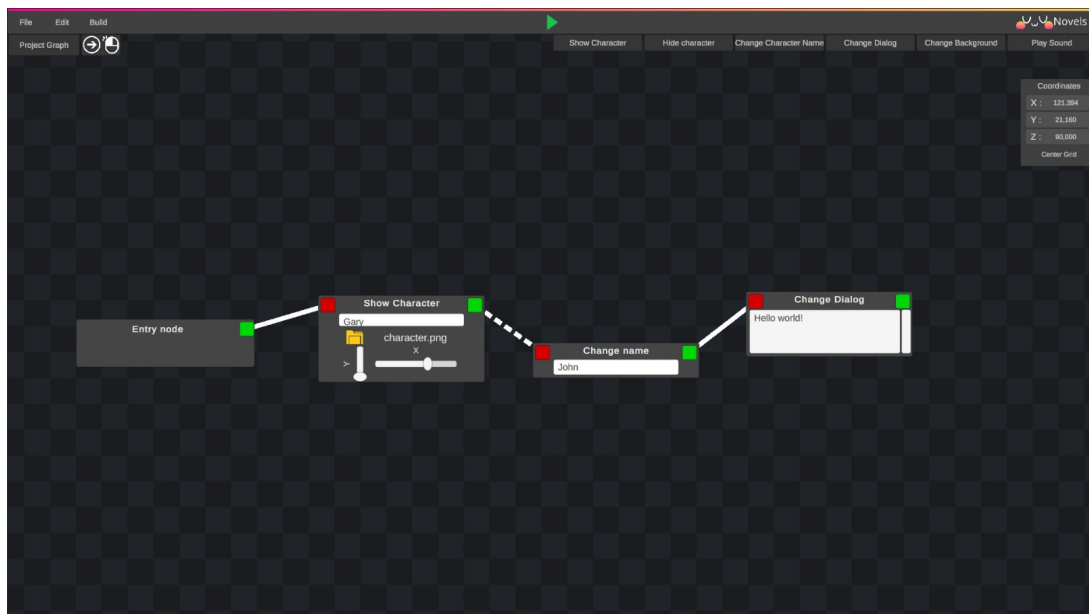 File Edit Build
UwU Novels
Project Graph
Show Character Hide character Change Character Name Change Dialog Change Background Play Sound
Coordinates
X : 121.394
Y : 21.160
Z : 90.000
Center Grid
Entry node
Show Character
Gary
character.png
X
Y
Change name
John
Change Dialog
Hello world!